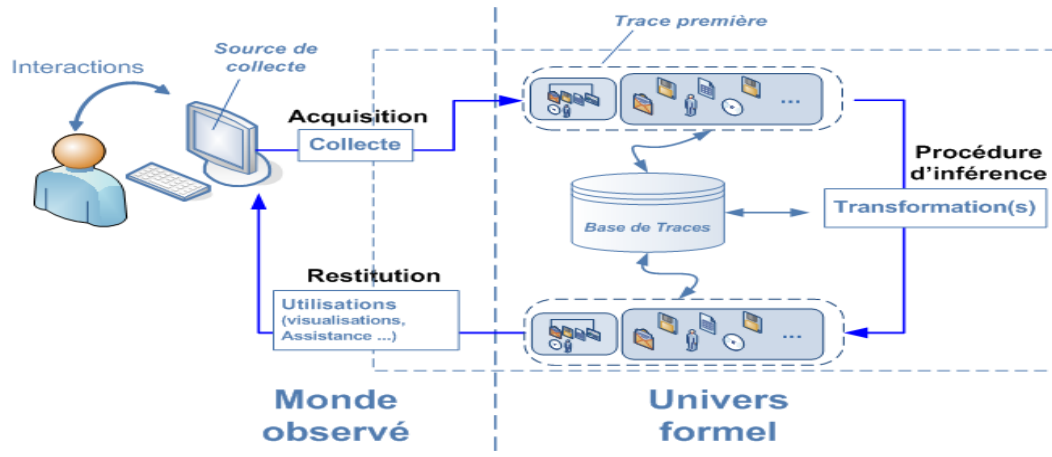 Trace première
Source de
collecte
Interactions
Acquisition
Collecte
...
Procédure
d'inférence
Transformation(s)
Base de Traces
Restitution
Utilisations
(visualisations,
Assistance ...)
...
Monde
observé
Univers
formel